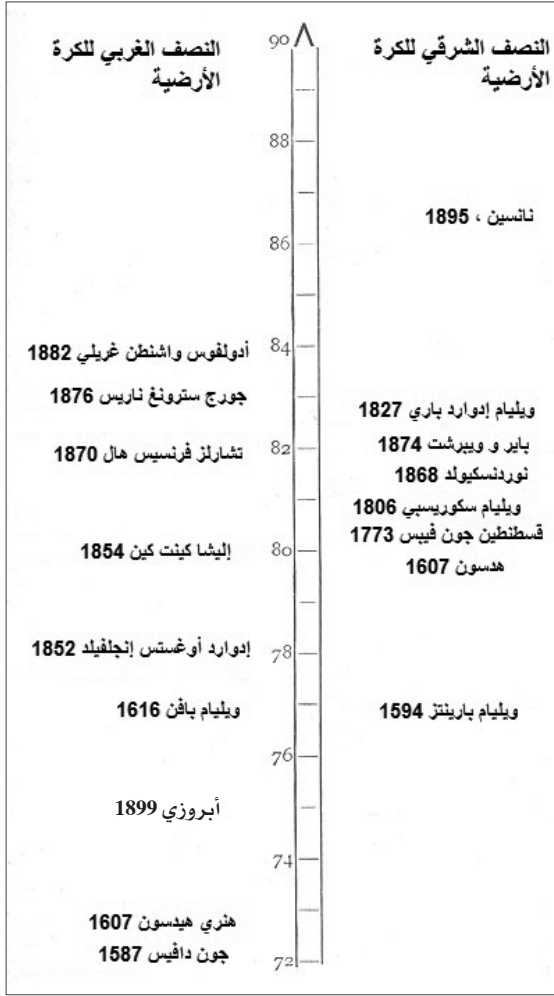 النصف الشرقي للكرة
الأرضية
النصف الغربي للكرة
الأرضية
90
88
نانسين ، 1895
86
84
أدولفوس واشنطن غريلي 1882
جورج سترونغ ناريس 1876
ويليام إدوارد باري 1827
باير و ويبرشت 1874
82
تشارلز فرنسيس هال 1870
نوردنسكيولد 1868
ويليام سكوريسبي 1806
قسطنطين جون فيبس 1773
80
إليشا كينت كين 1854
هدسون 1607
78
إدوارد أوغستس إنجلفيلد 1852
ويليام بارينتز 1594
ويليام بافن 1616
76
أبروزي 1899
74
هنري هيدسون 1607
جون دافيس 1587
72